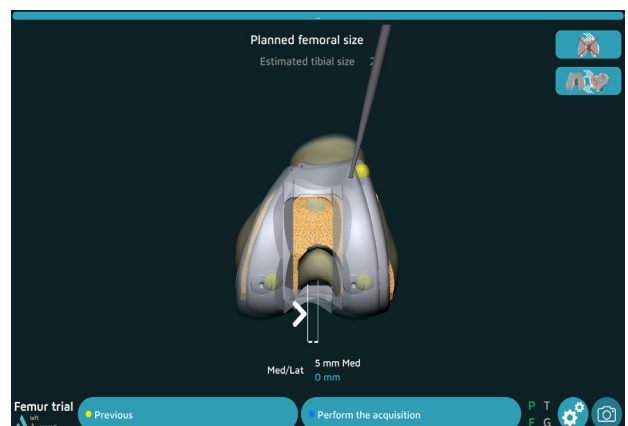 Planned femoral size
Estimated tibial size
Med/Lat
5 mm Med
0 mm
Femur trial
left
Previous
Perform the acquisition
P T
F G